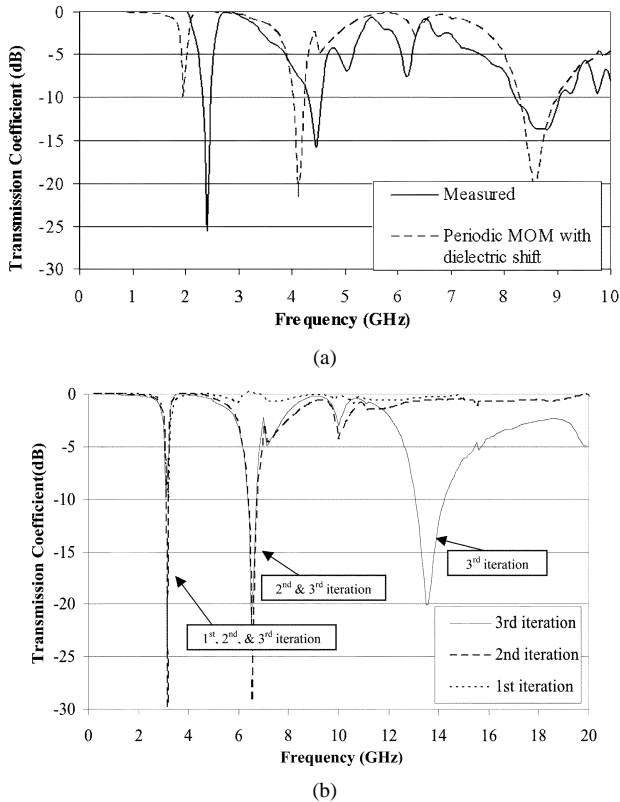 0
-5
-10
-15
-20
-25
-30
Transmission Coefficient (dB)
Measured
Periodic MOM with
dielectric shift
0 1 2 3 4 5 6 7 8 9 10
Frequency (GHz)
(a)
0
-5
-10
-15
-20
-25
-30
Transmission Coefficient(dB)
3rd iteration
2nd & 3rd iteration
1st, 2nd, & 3rd iteration
3rd iteration
2nd iteration
1st iteration
0 2 4 6 8 10 12 14 16 18 20
Frequency (GHz)
(b)